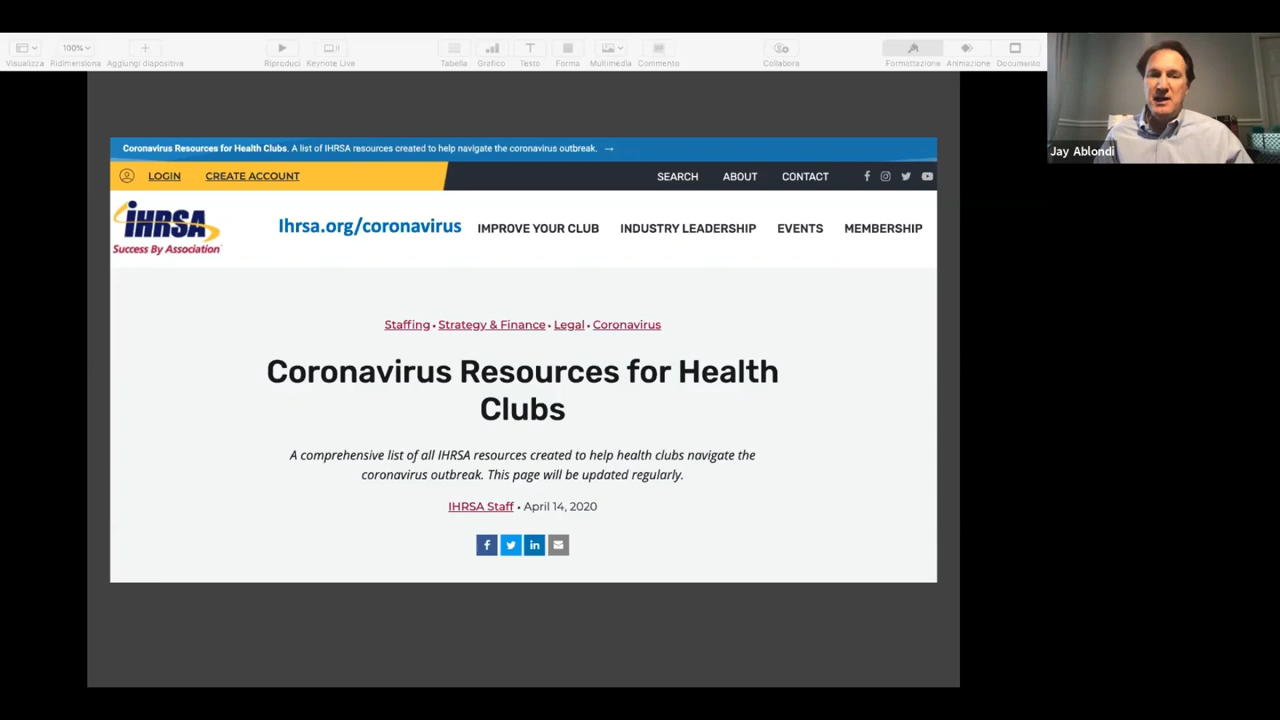 100%
Visualizza Ridimensiona Aggiungi diapositiva Riproduci Keynote Live Tabella Grafico Testo Forma Multimedia Commento Collabora Formattazione Animazione Documento
Jay Ablondi
Coronavirus Resources for Health Clubs. A list of IHRSA resources created to help navigate the coronavirus outbreak. →
LOGIN CREATE ACCOUNT SEARCH ABOUT CONTACT
IHRSA
Success By Association
Ihrsa.org/coronavirus IMPROVE YOUR CLUB INDUSTRY LEADERSHIP EVENTS MEMBERSHIP
Staffing • Strategy & Finance • Legal • Coronavirus
Coronavirus Resources for Health
Clubs
A comprehensive list of all IHRSA resources created to help health clubs navigate the
coronavirus outbreak. This page will be updated regularly.
IHRSA Staff • April 14, 2020